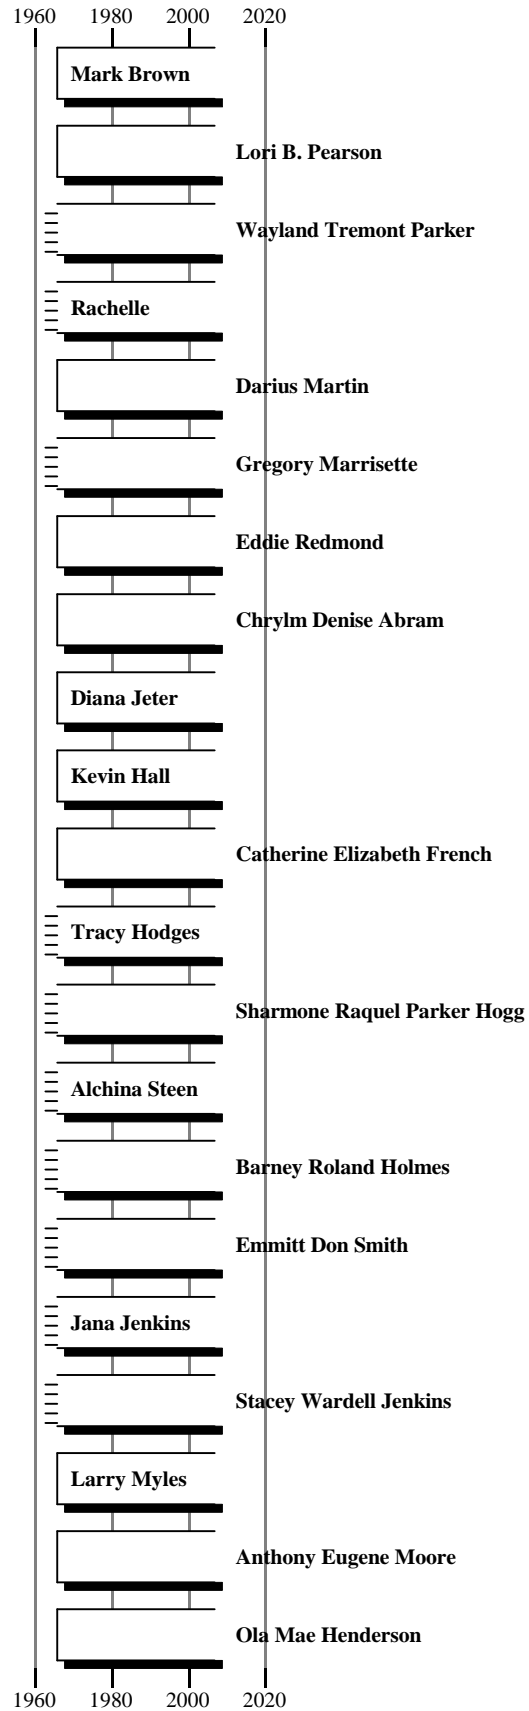 1960 1980 2000 2020
Mark Brown
Lori B. Pearson
Wayland Tremont Parker
Rachelle
Darius Martin
Gregory Marrisette
Eddie Redmond
Chrylm Denise Abram
Diana Jeter
Kevin Hall
Catherine Elizabeth French
Tracy Hodges
Sharmone Raquel Parker Hogg
Alchina Steen
Barney Roland Holmes
Emmitt Don Smith
Jana Jenkins
Stacey Wardell Jenkins
Larry Myles
Anthony Eugene Moore
Ola Mae Henderson
1960 1980 2000 2020